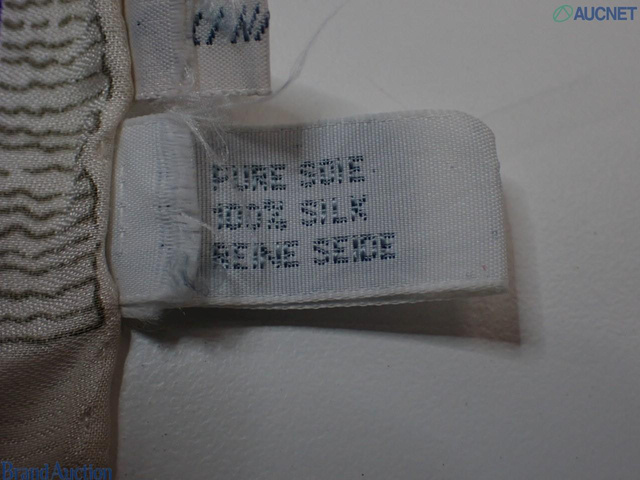 AUCNET
PURE SOIE
100% SILK
REINE SEIDE
Brand Auction